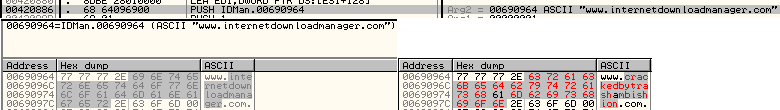 00420880 . 8DBE 28010000 LEA EDI,DWORD PTR DS:[ESI+128]
00420886 . 68 64096900 PUSH IDMan.00690964 Arg2 = 00690964 ASCII "www.internetdownloadmanager.com"
00690964=IDMan.00690964 (ASCII "www.internetdownloadmanager.com")
Address Hex dump ASCII
00690964 77 77 77 2E 69 6E 74 65 www.inte
0069096C 72 6E 65 74 64 6F 77 6E rnetdown
00690974 6C 6F 61 64 6D 61 6E 61 loadmana
0069097C 67 65 72 2E 63 6F 6D 00 ger.com.
Address Hex dump ASCII
00690964 77 77 77 2E 63 72 61 63 www.crac
0069096C 6B 65 64 62 79 74 72 61 kedbytra
00690974 73 68 61 6D 62 69 73 68 shambish
0069097C 69 6F 6E 2E 63 6F 6D 00 ion.com.